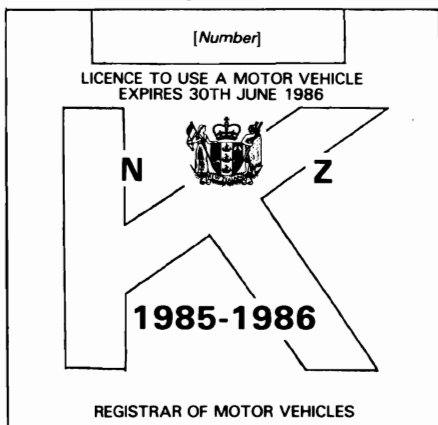 [Number]
LICENCE TO USE A MOTOR VEHICLE
EXPIRES 30TH JUNE 1986
N Z
K
1985-1986
REGISTRAR OF MOTOR VEHICLES